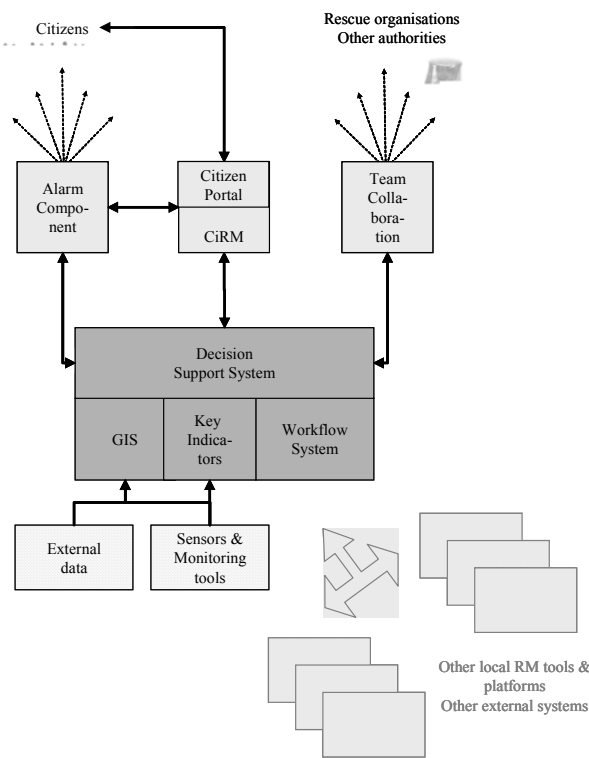 Citizens
Rescue organisations
Other authorities
Alarm
Compo-
nent
Citizen
Portal
CiRM
Team
Colla-
bora-
tion
Decision
Support System
GIS
Key
Indica-
tors
Workflow
System
External
data
Sensors &
Monitoring
tools
Other local RM tools &
platforms
Other external systems